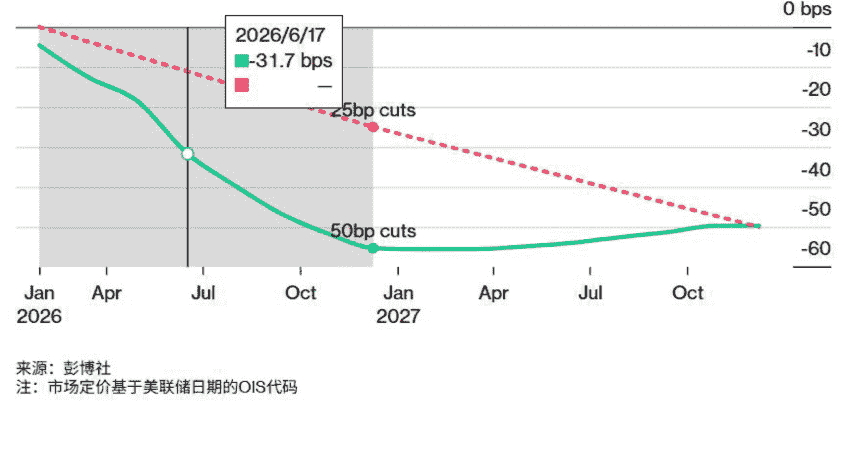 0 bps
2026/6/17
-31.7 bps
—
-10
-20
25bp cuts
-30
-40
-50
50bp cuts
-60
Jan Apr Jul Oct Jan Apr Jul Oct
2026 2027
来源：彭博社
注：市场定价基于美联储日期的OIS代码